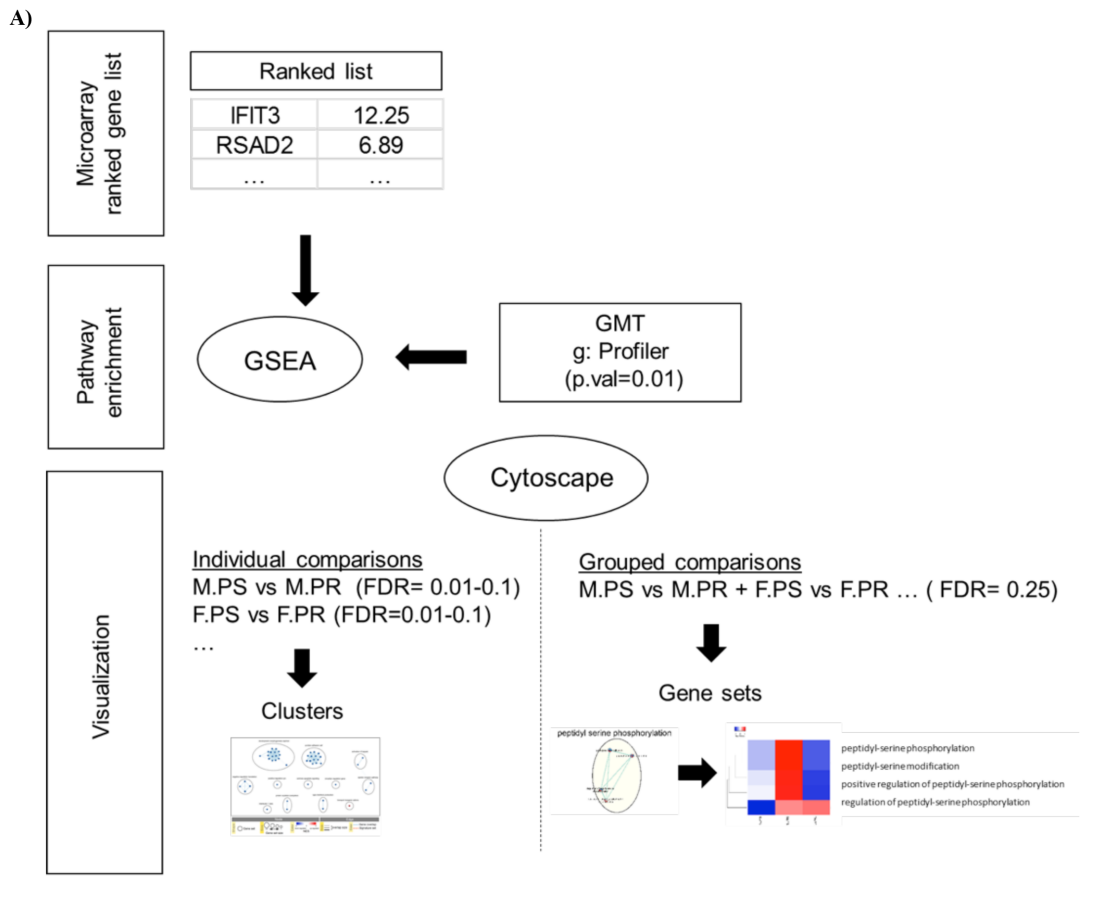 A)
Microarray
ranked gene list
Ranked list
IFIT3 12.25
RSAD2 6.89
… …
Pathway
enrichment
GSEA
GMT
g: Profiler
(p.val=0.01)
Visualization
Cytoscape
Individual comparisons
M.PS vs M.PR (FDR= 0.01-0.1)
F.PS vs F.PR (FDR=0.01-0.1)
…
Clusters
Grouped comparisons
M.PS vs M.PR + F.PS vs F.PR … ( FDR= 0.25)
Gene sets
peptidyl serine phosphorylation
peptidyl-serine phosphorylation
peptidyl-serine modification
positive regulation of peptidyl-serine phosphorylation
regulation of peptidyl-serine phosphorylation